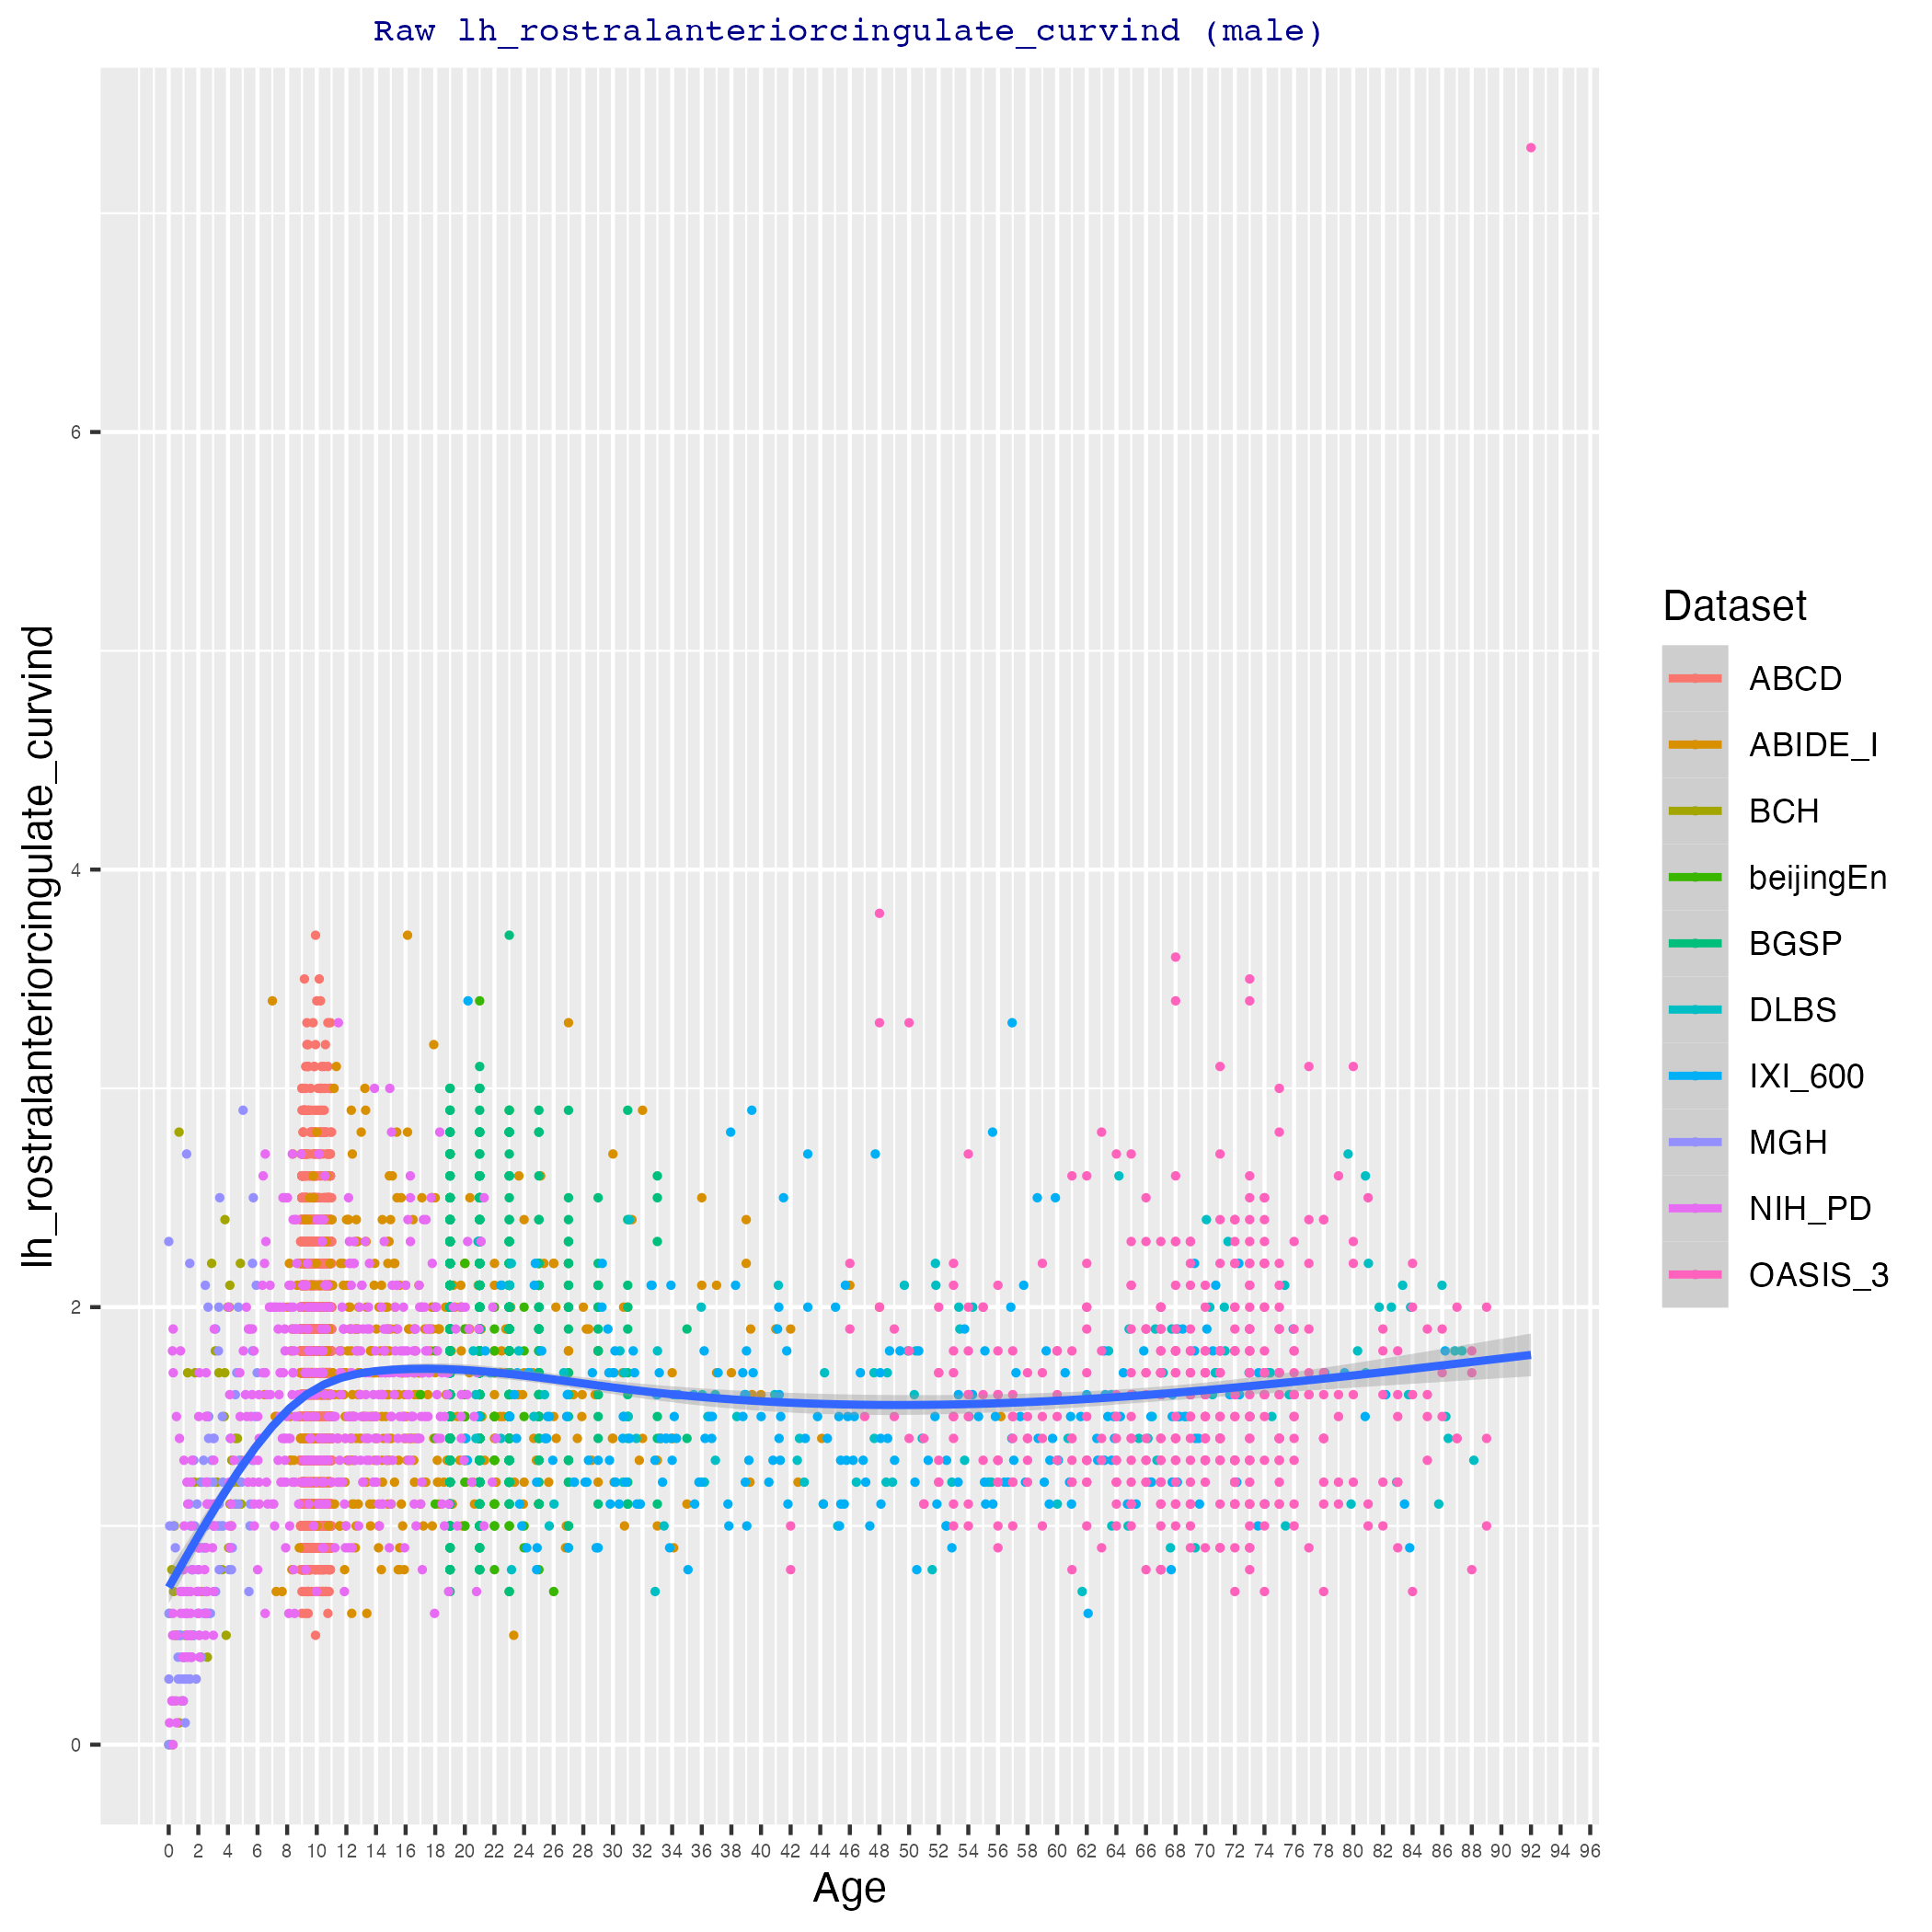 Raw lh_rostralanteriorcingulate_curvind (male)
lh_rostralanteriorcingulate_curvind
6
4
2
0
0 2 4 6 8 10 12 14 16 18 20 22 24 26 28 30 32 34 36 38 40 42 44 46 48 50 52 54 56 58 60 62 64 66 68 70 72 74 76 78 80 82 84 86 88 90 92 94 96
Age
Dataset
ABCD
ABIDE_I
BCH
beijingEn
BGSP
DLBS
IXI_600
MGH
NIH_PD
OASIS_3